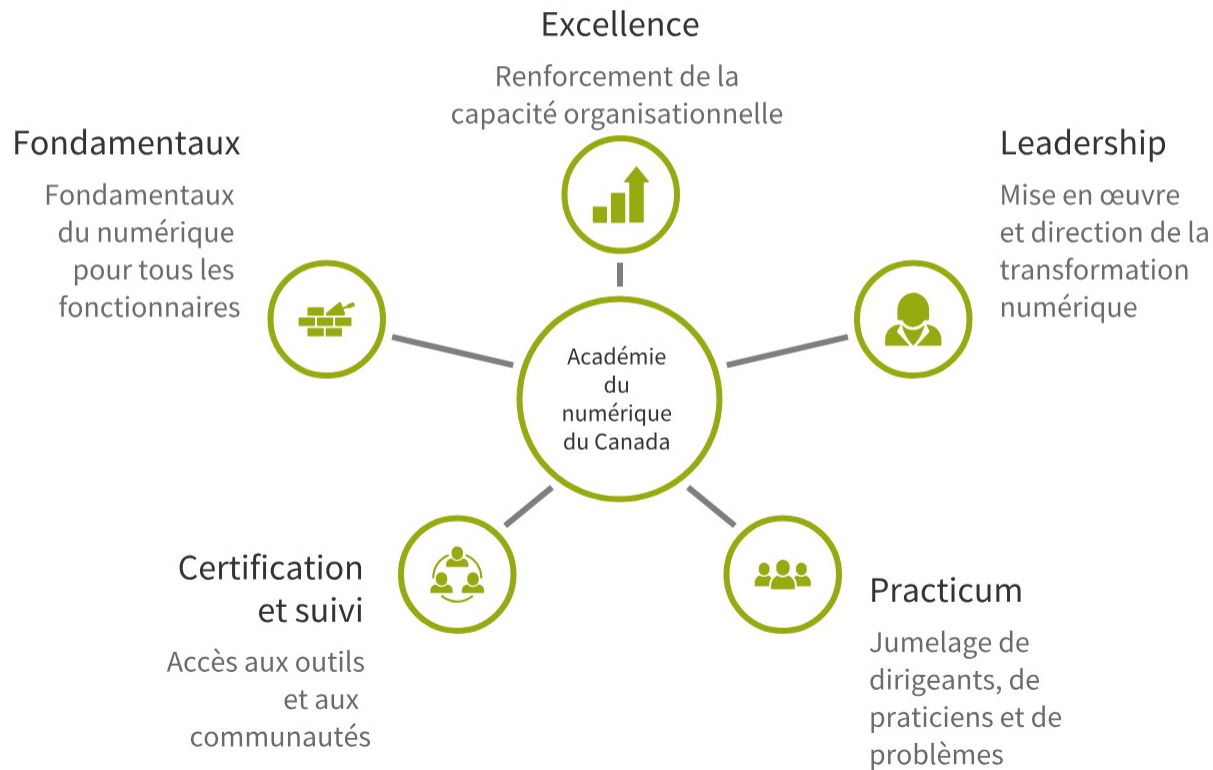 Excellence
Renforcement de la
capacité organisationnelle
Fondamentaux
Fondamentaux
du numérique
pour tous les
fonctionnaires
Leadership
Mise en œuvre
et direction de la
transformation
numérique
Académie
du
numérique
du Canada
Certification
et suivi
Accès aux outils
et aux
communautés
Practicum
Jumelage de
dirigeants, de
praticiens et de
problèmes